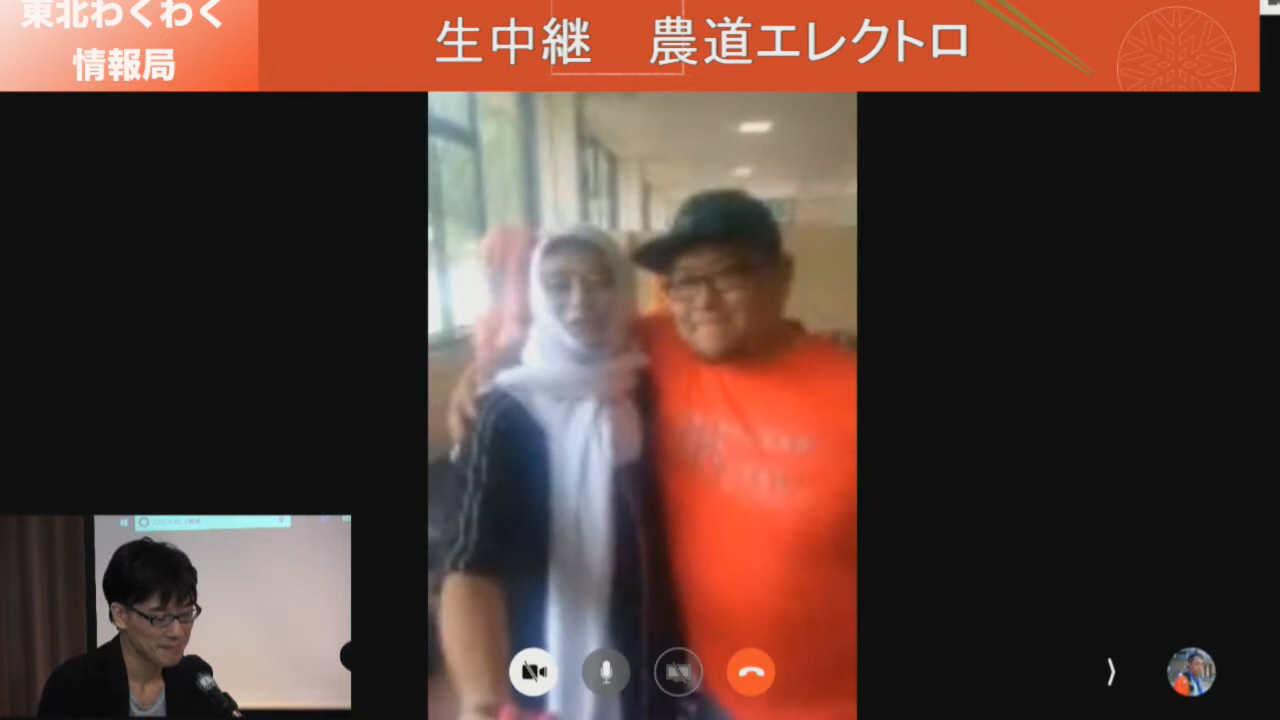 東北わくわく
情報局
生中継　農道エレクトロ